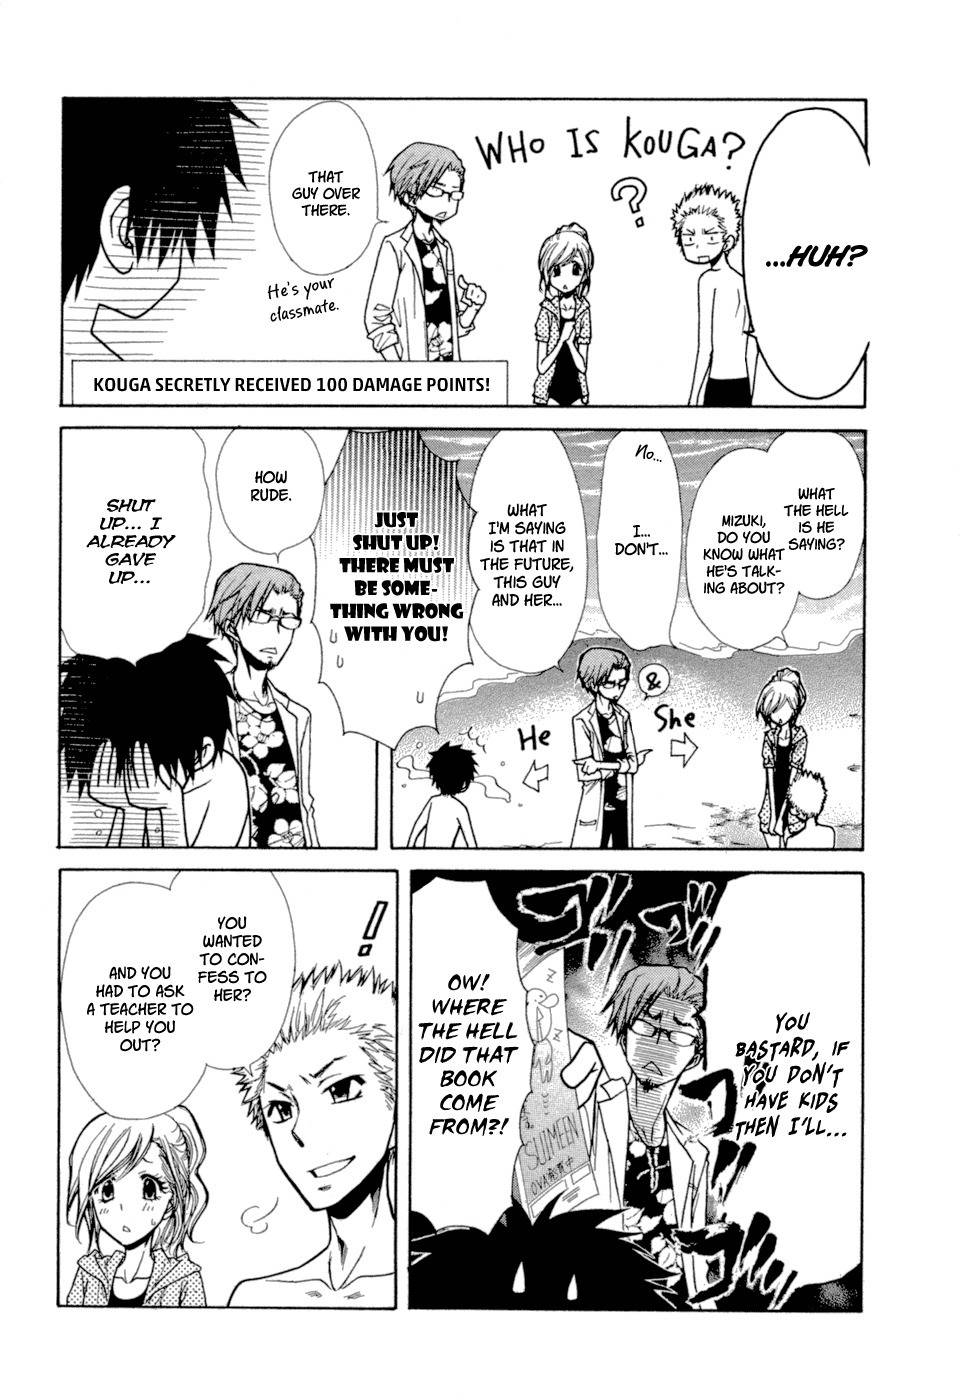 ...HUH?
WHO IS KOUGA?
?
THAT
GUY OVER
THERE.
He's your
classmate.
KOUGA SECRETLY RECEIVED 100 DAMAGE POINTS!
WHAT
THE HELL
IS HE
SAYING?
MIZUKI,
DO YOU
KNOW WHAT
HE'S TALK-
ING ABOUT?
No...
I...
DON'T...
WHAT
I'M SAYING
IS THAT IN
THE FUTURE,
THIS GUY
AND HER...
He
&
She
JUST
SHUT UP!
THERE MUST
BE SOME-
THING WRONG
WITH YOU!
HOW
RUDE.
SHUT
UP... I
ALREADY
GAVE
UP...
YOU
BASTARD, IF
YOU DON'T
HAVE KIDS
THEN I'LL...
OW!
WHERE
THE HELL
DID THAT
BOOK
COME
FROM?!
SUIMEEN
!
YOU
WANTED
TO CON-
FESS TO
HER?
AND YOU
HAD TO ASK
A TEACHER TO
HELP YOU
OUT?